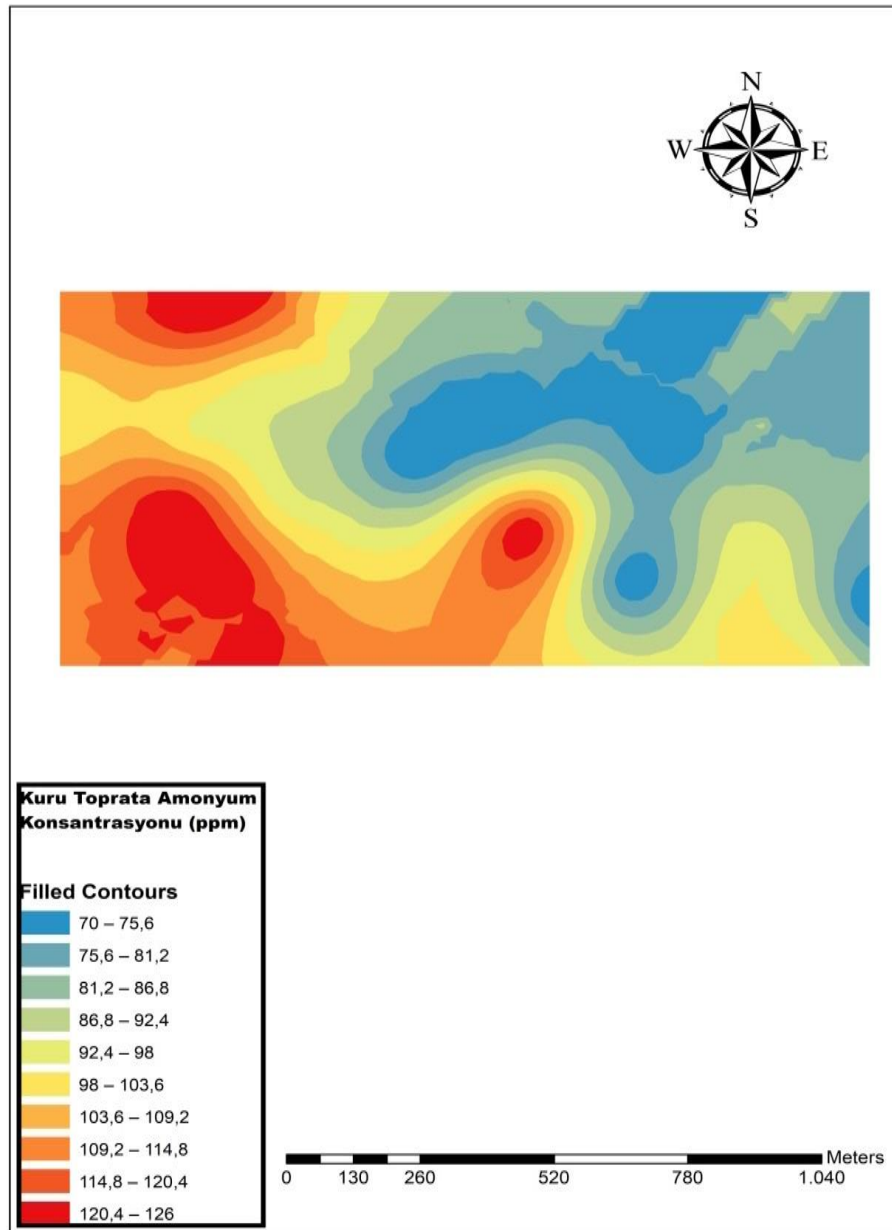 N
W E
S
Kuru Toprata Amonyum
Konsantrasyonu (ppm)
Filled Contours
70 – 75,6
75,6 – 81,2
81,2 – 86,8
86,8 – 92,4
92,4 – 98
98 – 103,6
103,6 – 109,2
109,2 – 114,8
114,8 – 120,4
120,4 – 126
Meters
0 130 260 520 780 1.040